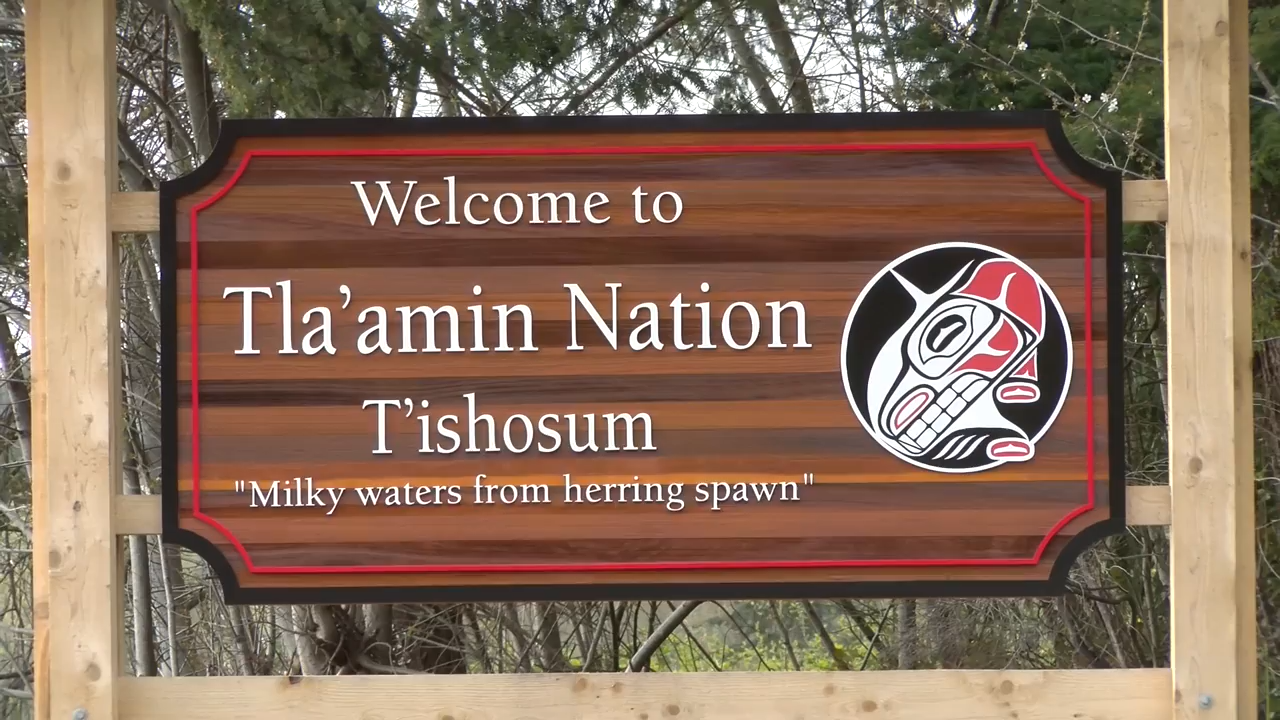 Welcome to
Tla’amin Nation
T’ishosum
"Milky waters from herring spawn"